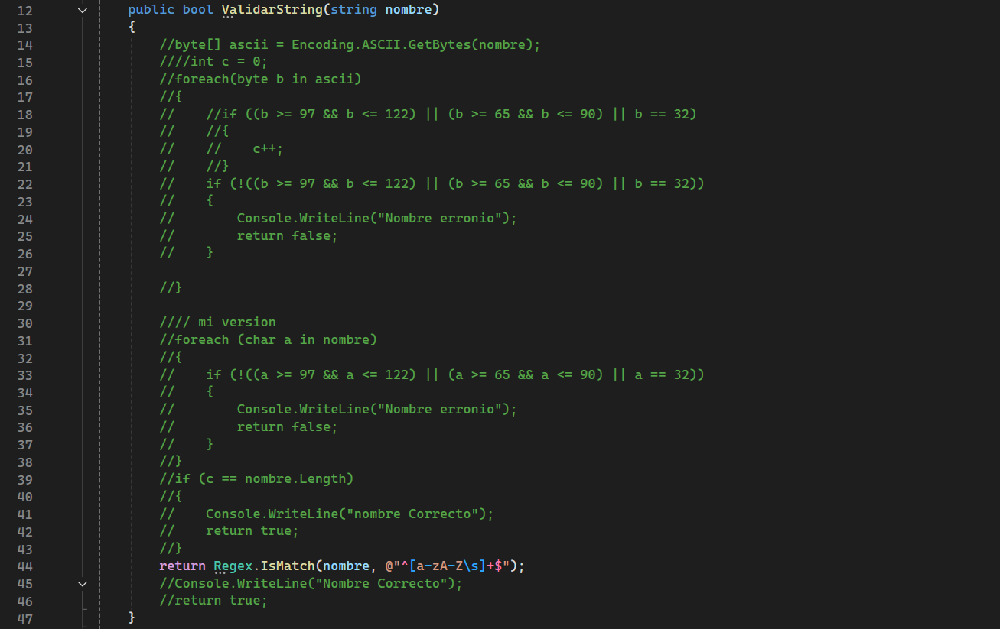 12 public bool ValidarString(string nombre)
13 {
14 //byte[] ascii = Encoding.ASCII.GetBytes(nombre);
15 ////int c = 0;
16 //foreach(byte b in ascii)
17 //{
18 //    //if ((b >= 97 && b <= 122) || (b >= 65 && b <= 90) || b == 32)
19 //    //{
20 //    //    c++;
21 //    //}
22 //    if (!((b >= 97 && b <= 122) || (b >= 65 && b <= 90) || b == 32))
23 //    {
24 //        Console.WriteLine("Nombre erronio");
25 //        return false;
26 //    }
27
28 //}
29
30 //// mi version
31 //foreach (char a in nombre)
32 //{
33 //    if (!((a >= 97 && a <= 122) || (a >= 65 && a <= 90) || a == 32))
34 //    {
35 //        Console.WriteLine("Nombre erronio");
36 //        return false;
37 //    }
38 //}
39 //if (c == nombre.Length)
40 //{
41 //    Console.WriteLine("nombre Correcto");
42 //    return true;
43 //}
44 return Regex.IsMatch(nombre, @"^[a-zA-Z\s]+$");
45 //Console.WriteLine("Nombre Correcto");
46 //return true;
47 }